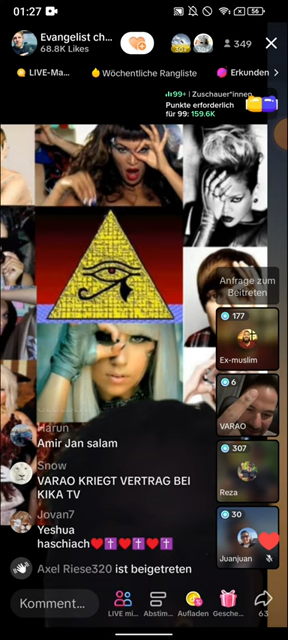 01:27
56
Evangelist ch...
68.8K Likes
349
LIVE-Ma...
Wöchentliche Rangliste
Erkunden
99+ | Zuschauer*innen
Punkte erforderlich
für 99: 159.6K
Anfrage zum
Beitreten
177
Ex-muslim
6
VARAO
307
Reza
30
Juanjuan
Harun
Amir Jan salam
Snow
VARAO KRIEGT VERTRAG BEI
KIKA TV
Jovan7
Yeshua
haschiach❤️✝️❤️✝️❤️✝️
Axel Riese320 ist beigetreten
Komment...
LIVE mi...
Abstim...
Aufladen
Gesche...
63